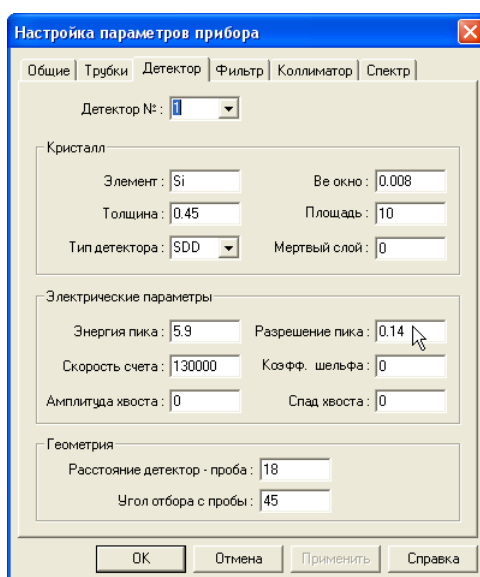 Настройка параметров прибора
Общие Трубки Детектор Фильтр Коллиматор Спектр
Детектор №: 1
Кристалл
Элемент: Si Be окно: 0.008
Толщина: 0.45 Площадь: 10
Тип детектора: SDD Мертвый слой: 0
Электрические параметры
Энергия пика: 5.9 Разрешение пика: 0.14
Скорость счета: 130000 Коэфф. шельфа: 0
Амплитуда хвоста: 0 Спад хвоста: 0
Геометрия
Расстояние детектор - проба: 18
Угол отбора с пробы: 45
OK Отмена Применить Справка